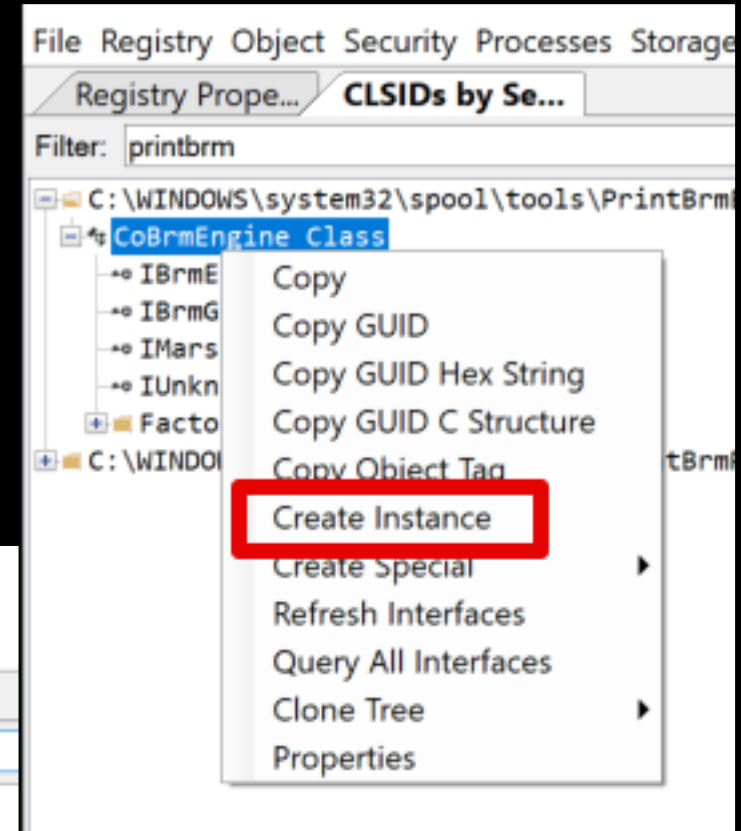 File Registry Object Security Processes Storage
Registry Prope... CLSIDs by Se...
Filter: printbrm
C:\WINDOWS\system32\spool\tools\PrintBrm
CoBrmEngine Class
IBrmE
IBrmG
IMars
IUnkn
Facto
C:\WINDO tBrm
Copy
Copy GUID
Copy GUID Hex String
Copy GUID C Structure
Copy Object Tag
Create Instance
Create Special
Refresh Interfaces
Query All Interfaces
Clone Tree
Properties